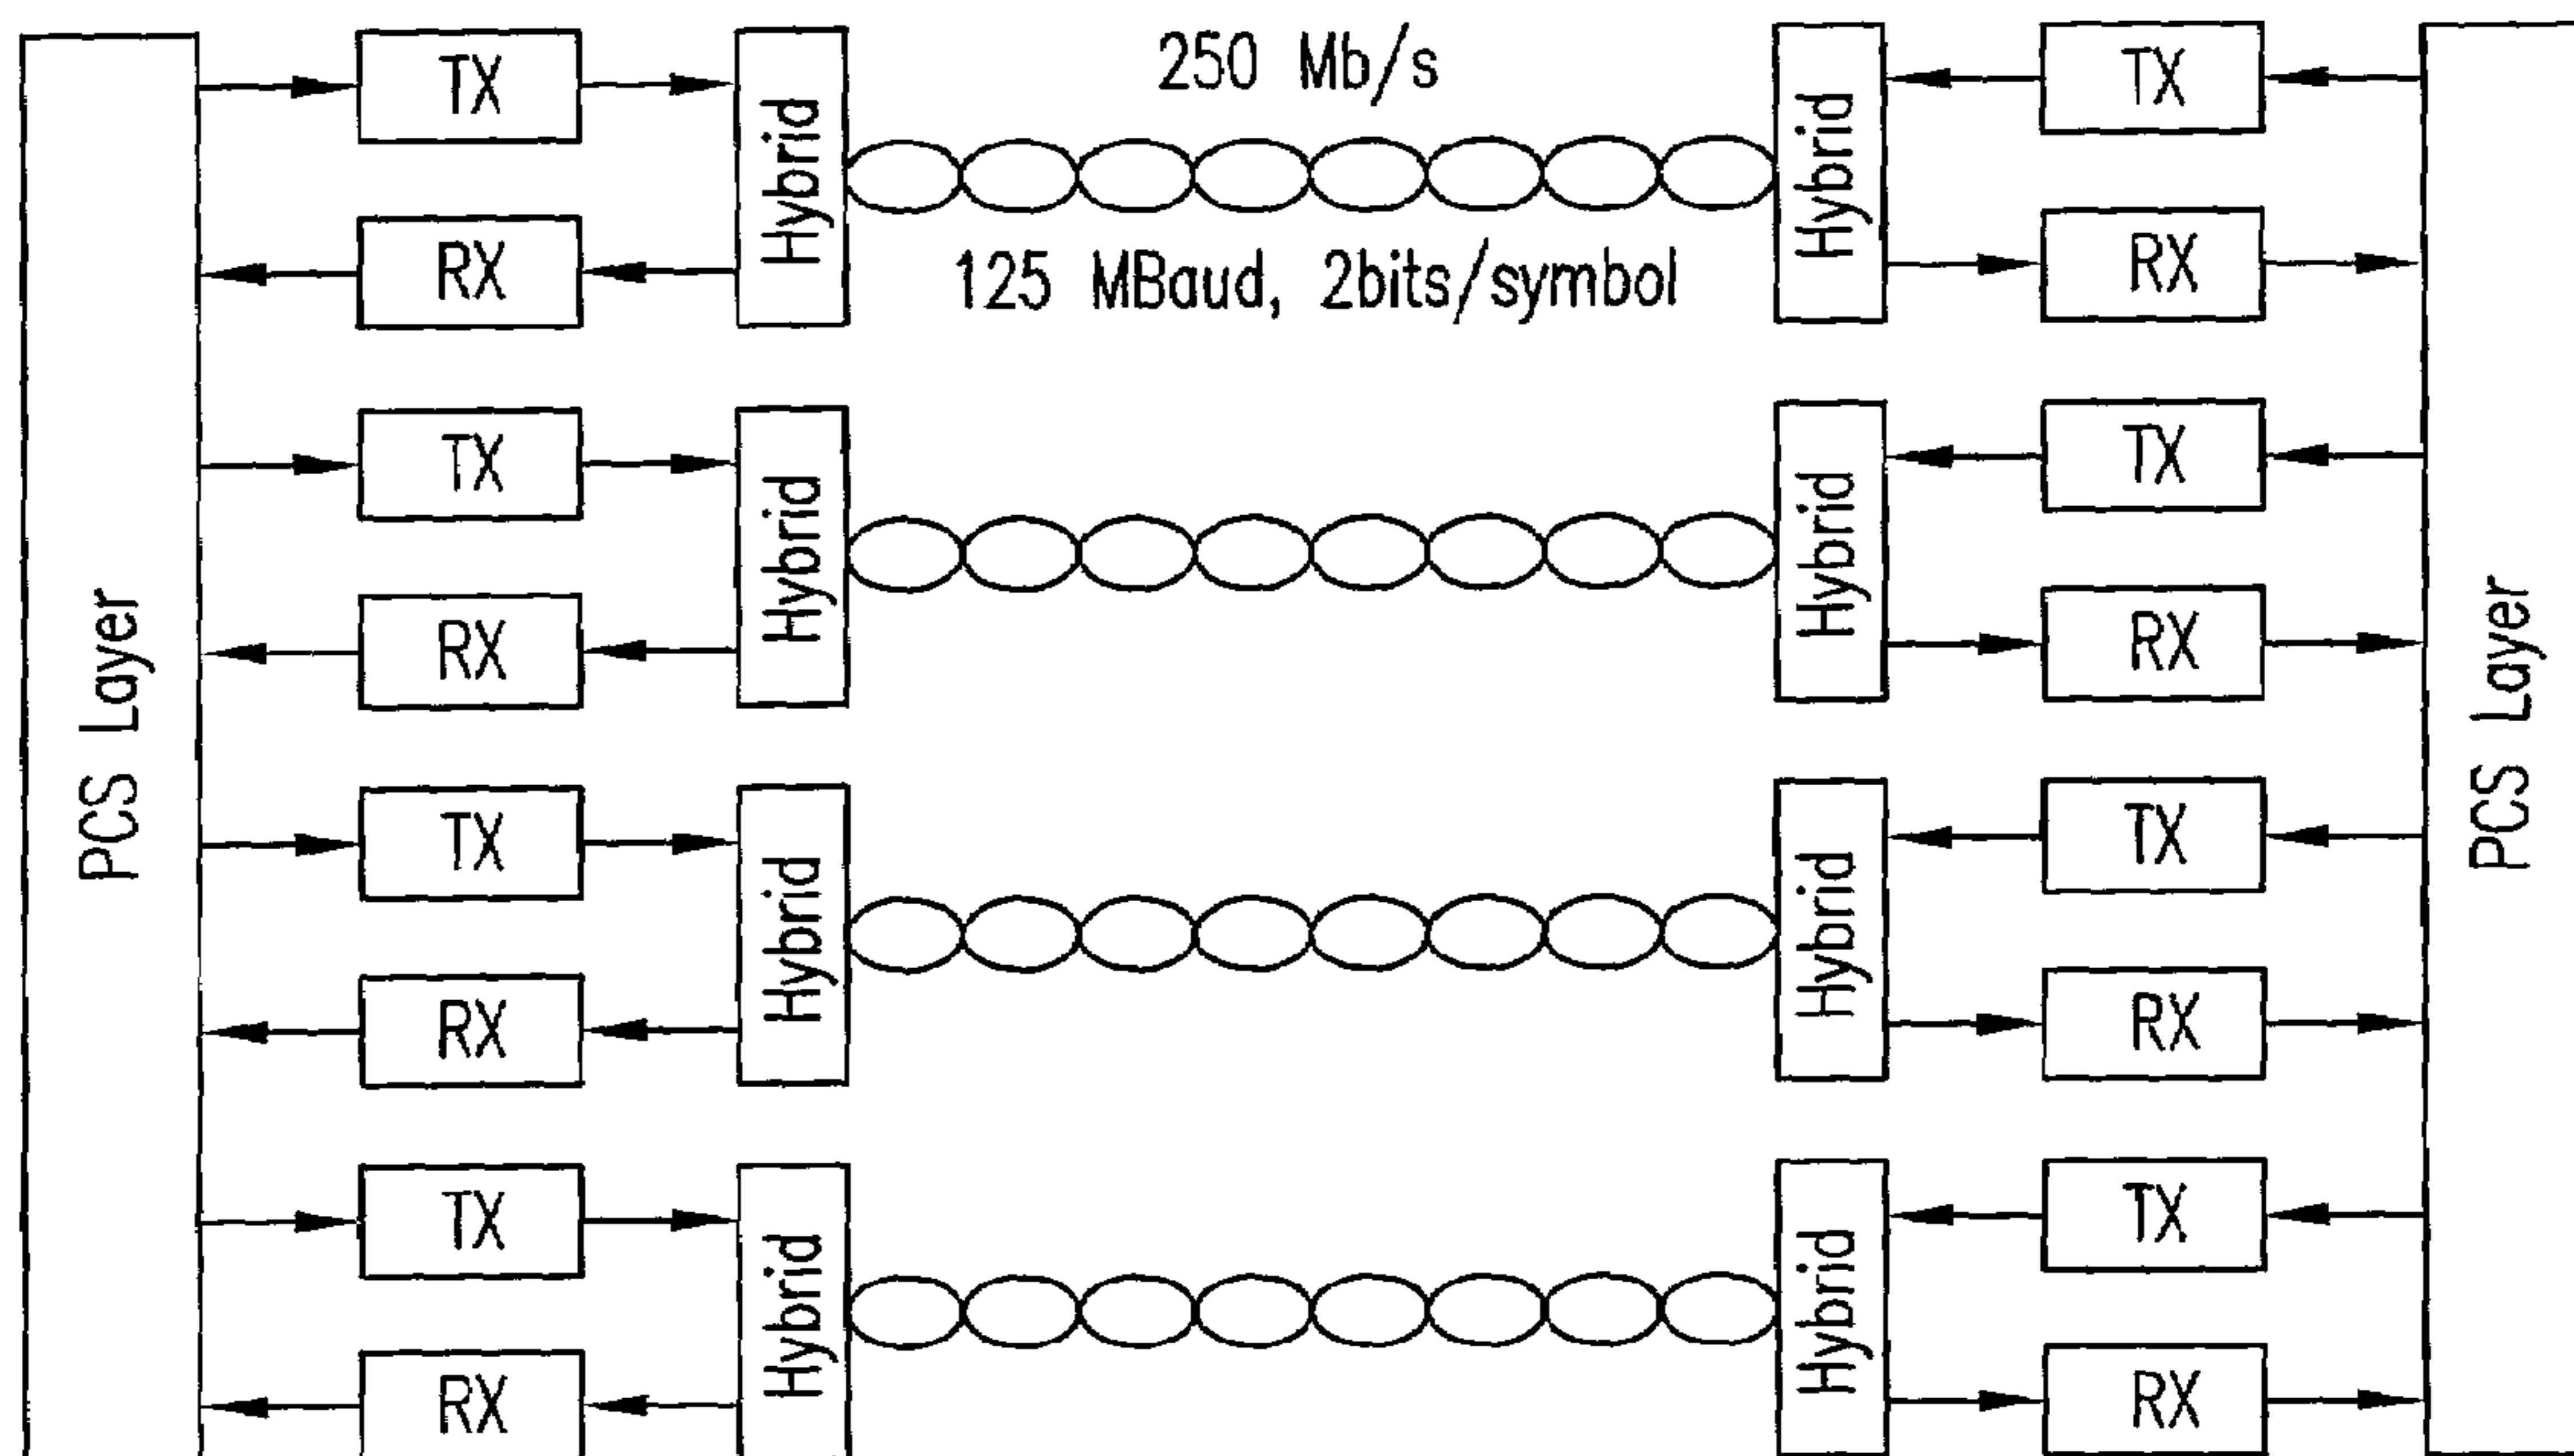 250 Mb/s
TX
Hybrid
Hybrid
TX
RX
125 MBaud, 2bits/symbol
RX
TX
Hybrid
Hybrid
TX
RX
RX
PCS Layer
PCS Layer
TX
Hybrid
Hybrid
TX
RX
RX
TX
Hybrid
Hybrid
TX
RX
RX